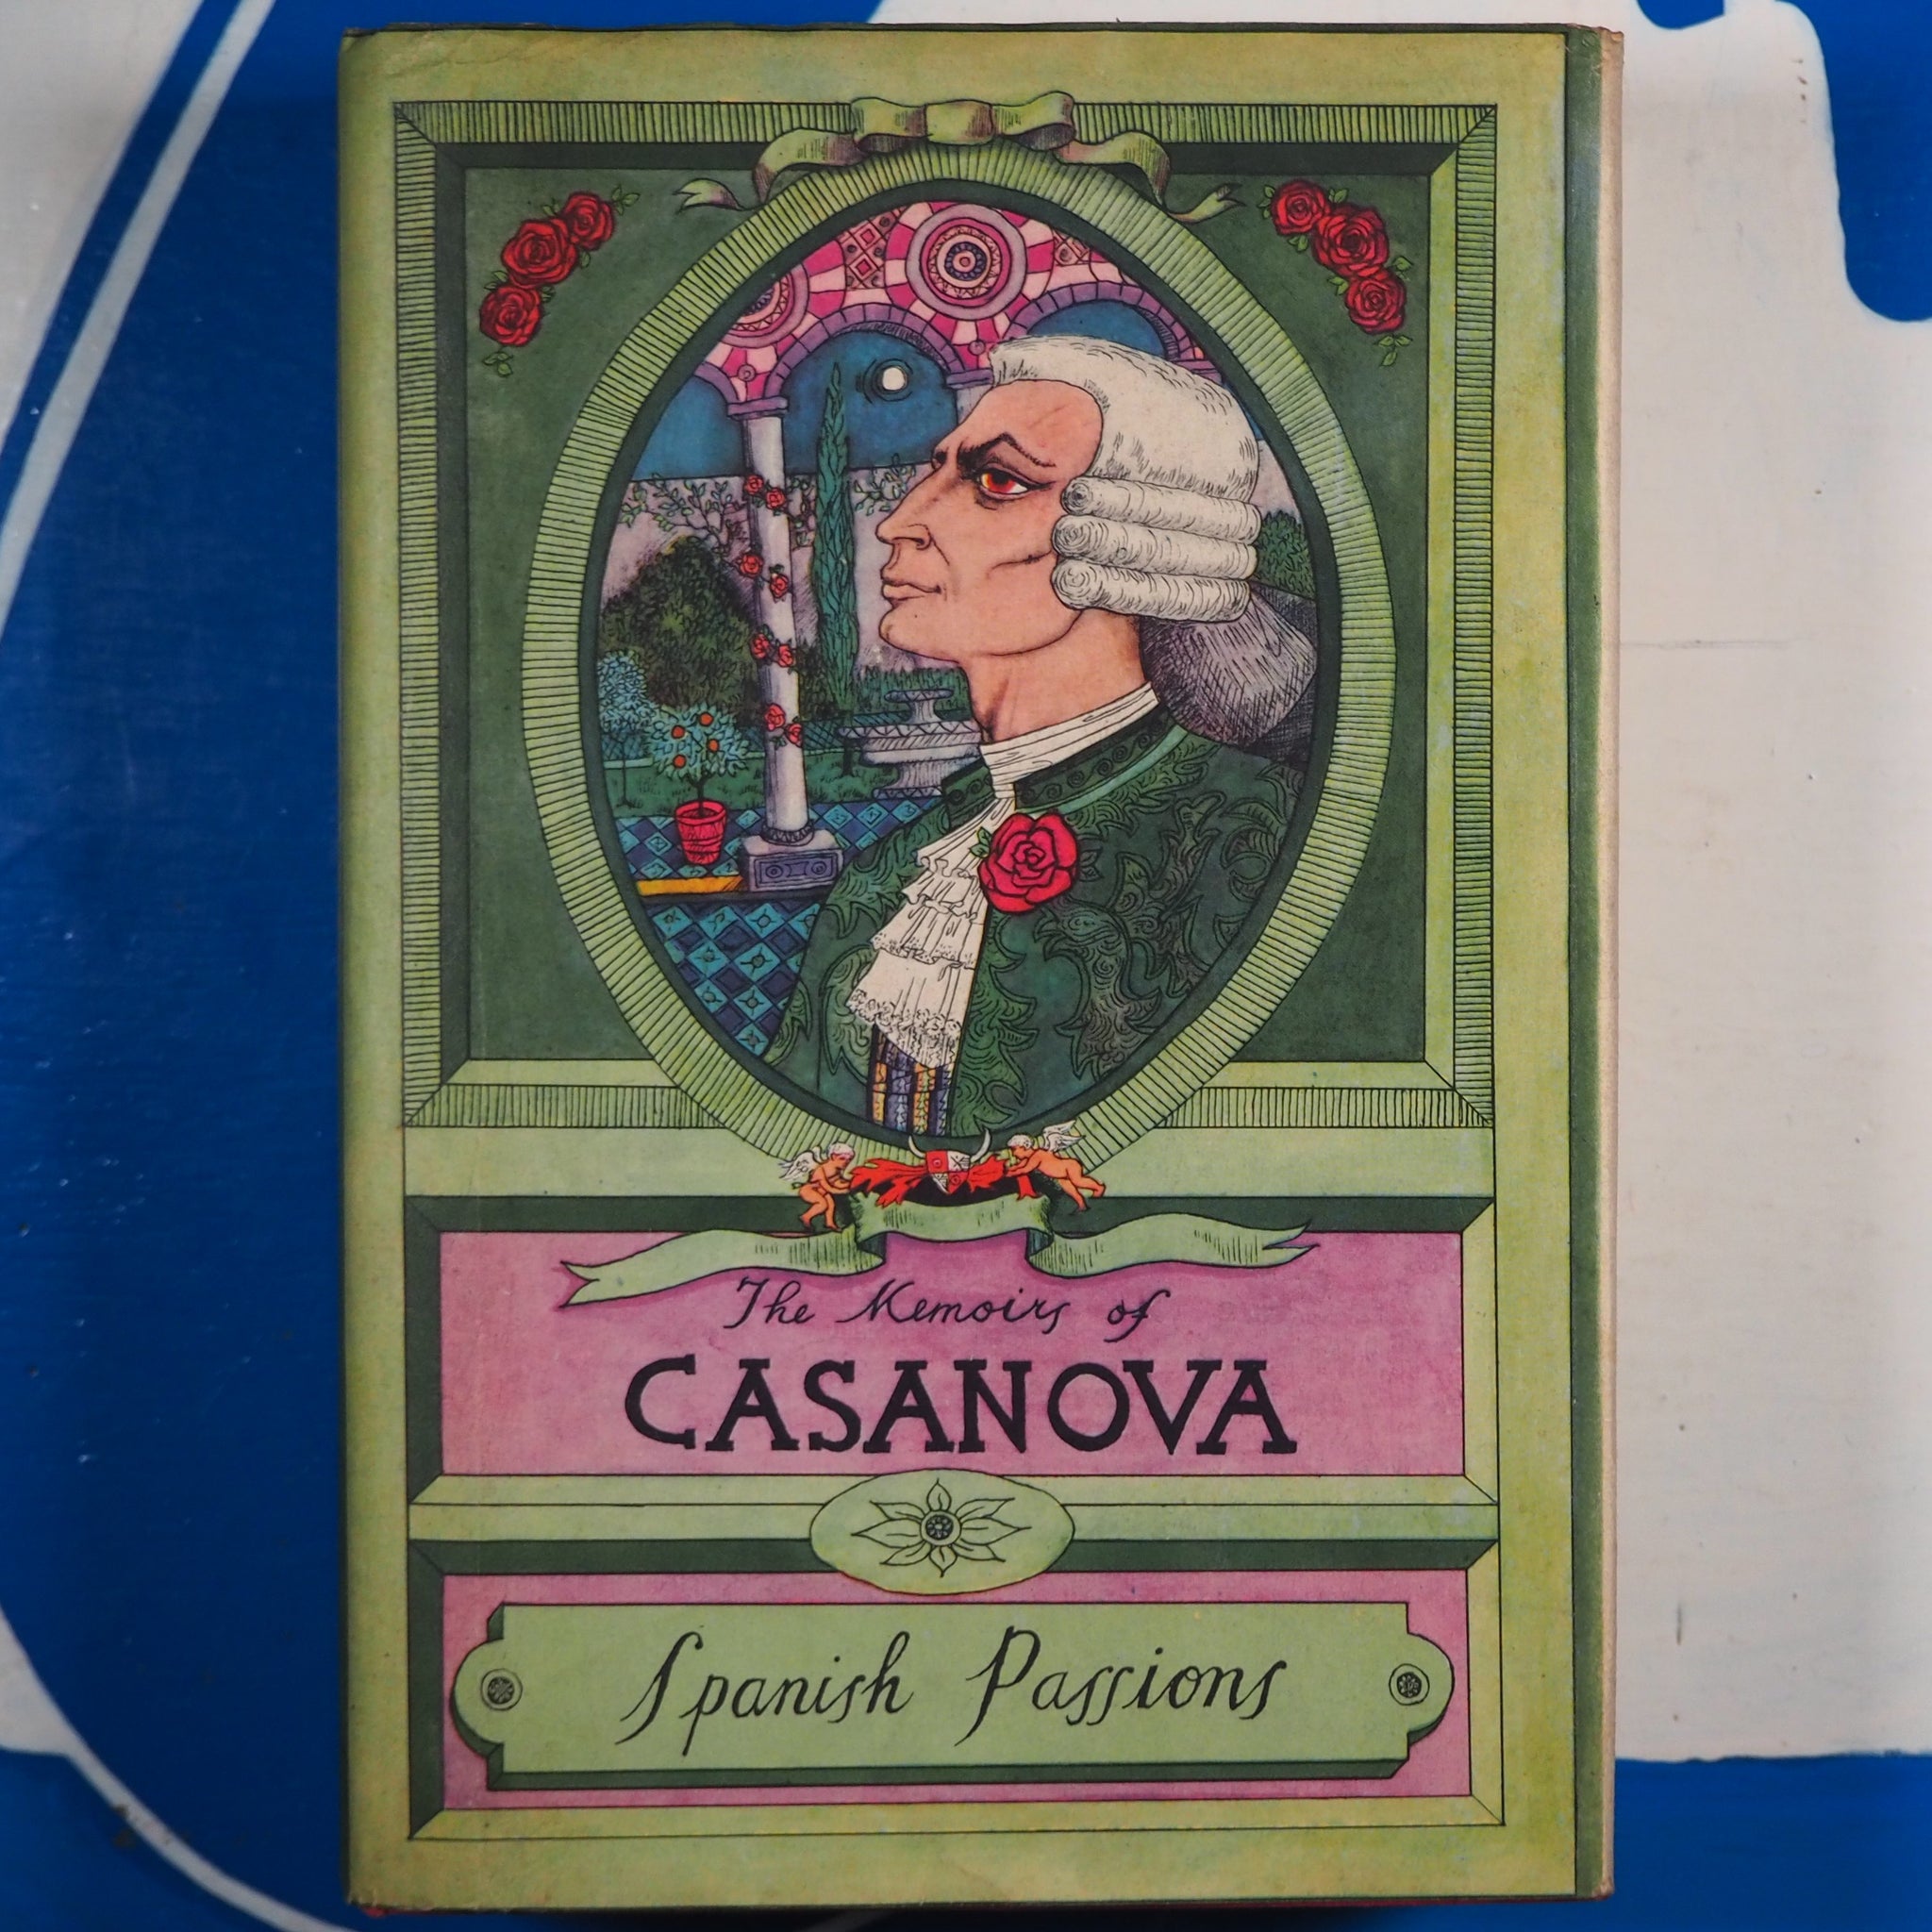 The Memoirs of
CASANOVA
Spanish Passions